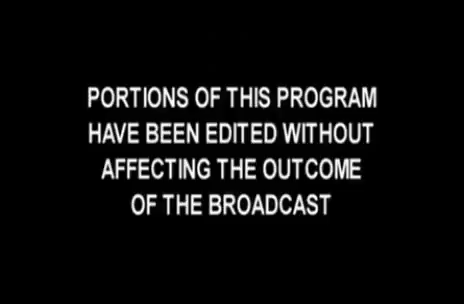 PORTIONS OF THIS PROGRAM
HAVE BEEN EDITED WITHOUT
AFFECTING THE OUTCOME
OF THE BROADCAST